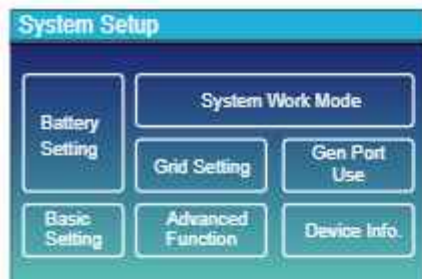 System Setup
Battery
Setting
System Work Mode
Grid Setting
Gen Port
Use
Basic
Setting
Advanced
Function
Device Info.